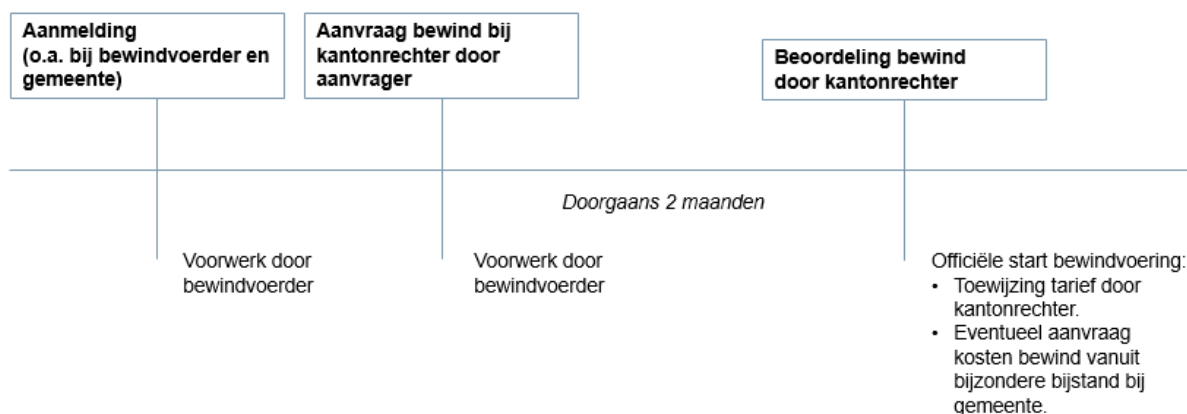 Aanmelding
(o.a. bij bewindvoerder en
gemeente)
Aanvraag bewind bij
kantonrechter door
aanvrager
Beoordeling bewind
door kantonrechter
Doorgaans 2 maanden
Voorwerk door
bewindvoerder
Voorwerk door
bewindvoerder
Officiële start bewindvoering:
• Toewijzing tarief door
kantonrechter.
• Eventueel aanvraag
kosten bewind vanuit
bijzondere bijstand bij
gemeente.